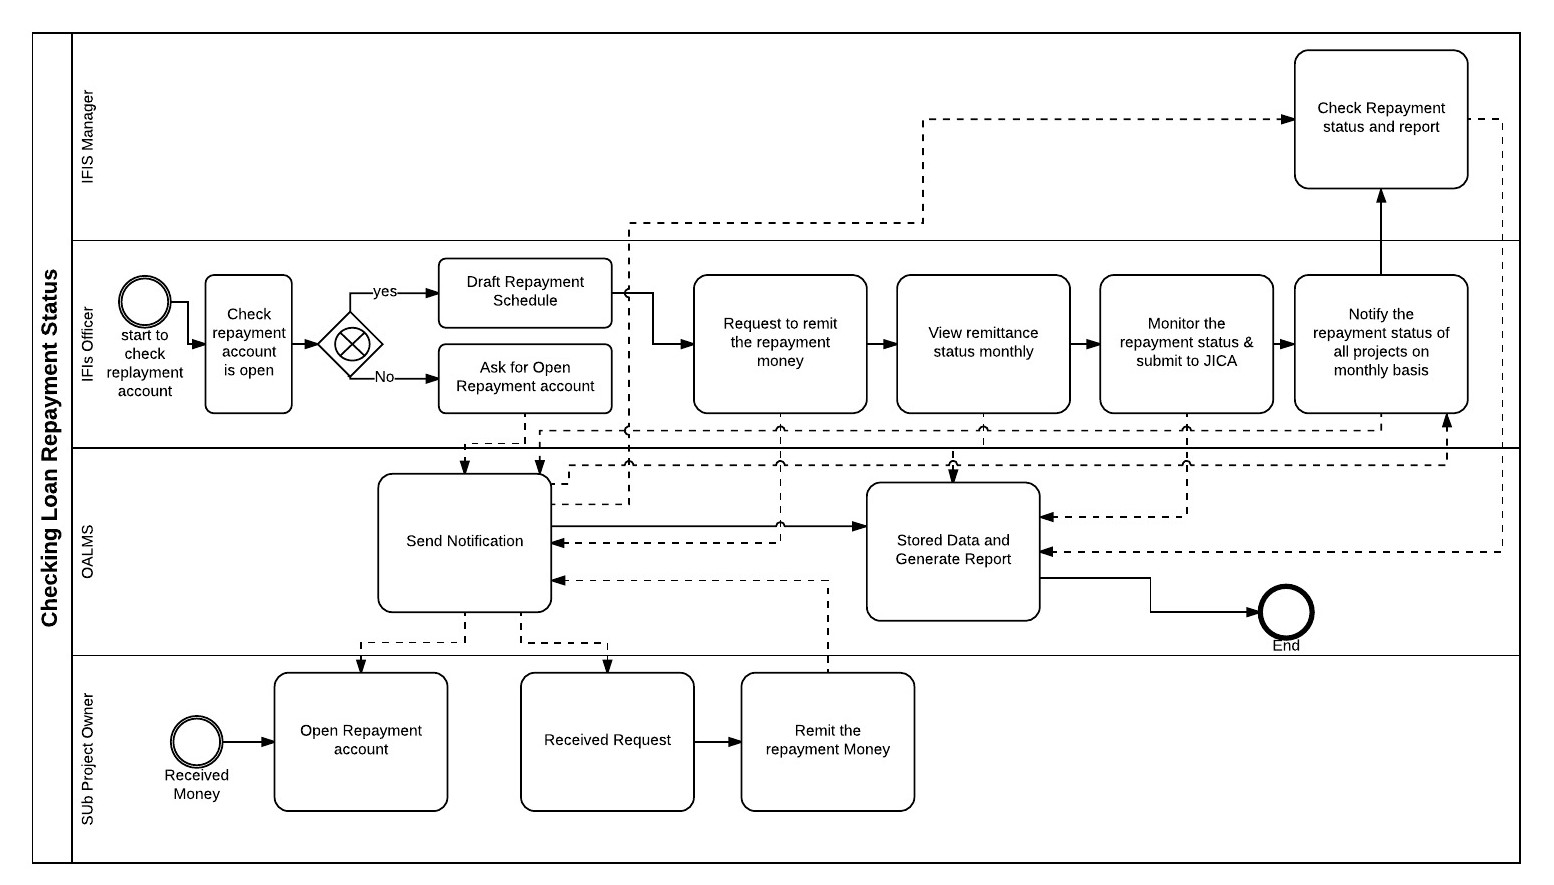 Checking Loan Repayment Status
IFIS Manager
Check Repayment
status and report
IFIs Officer
start to
check
replayment
account
Check
repayment
account
is open
yes
No
Draft Repayment
Schedule
Ask for Open
Repayment account
Request to remit
the repayment
money
View remittance
status monthly
Monitor the
repayment status &
submit to JICA
Notify the
repayment status of
all projects on
monthly basis
OALMS
Send Notification
Stored Data and
Generate Report
End
SUb Project Owner
Received
Money
Open Repayment
account
Received Request
Remit the
repayment Money